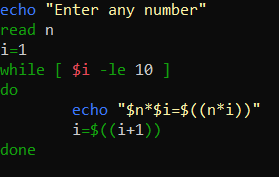 echo "Enter any number"
read n
i=1
while [ $i -le 10 ]
do
        echo "$n*$i=$((n*i))"
        i=$((i+1))
done